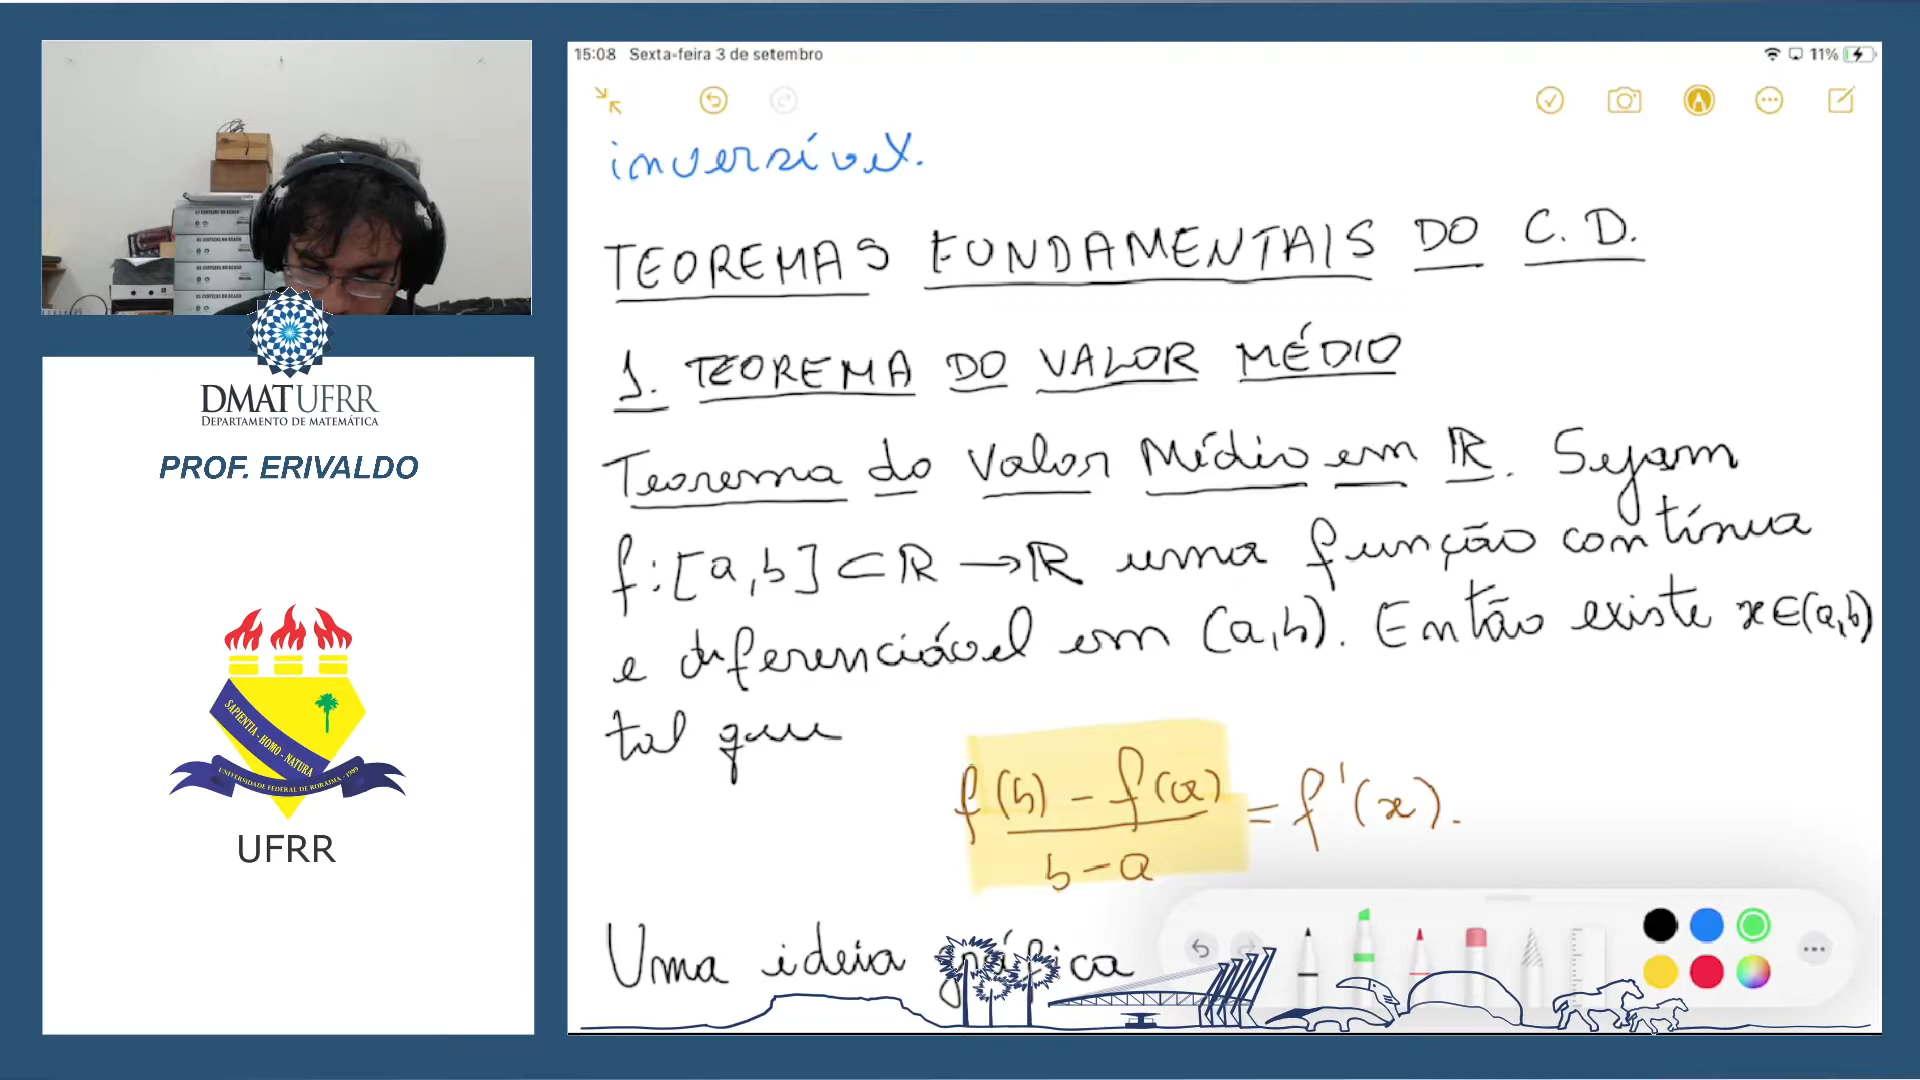 15:08 Sexta-feira 3 de setembro
11%
inversível.
TEOREMAS FUNDAMENTAIS DO C. D.
1. TEOREMA DO VALOR MÉDIO
Teorema do Valor Médio em ℝ. Sejam
f: [a,b] ⊂ ℝ → ℝ uma função contínua
e diferenciável em (a,b). Então existe x∈(a,b)
tal que
f(b) - f(a)
———
b - a
= f'(x).
Uma ideia gráfica
DMATUFRR
DEPARTAMENTO DE MATEMÁTICA
PROF. ERIVALDO
SAPIENTIA - HOMO - NATURA
UNIVERSIDADE FEDERAL DE RORAIMA - 1989
UFRR